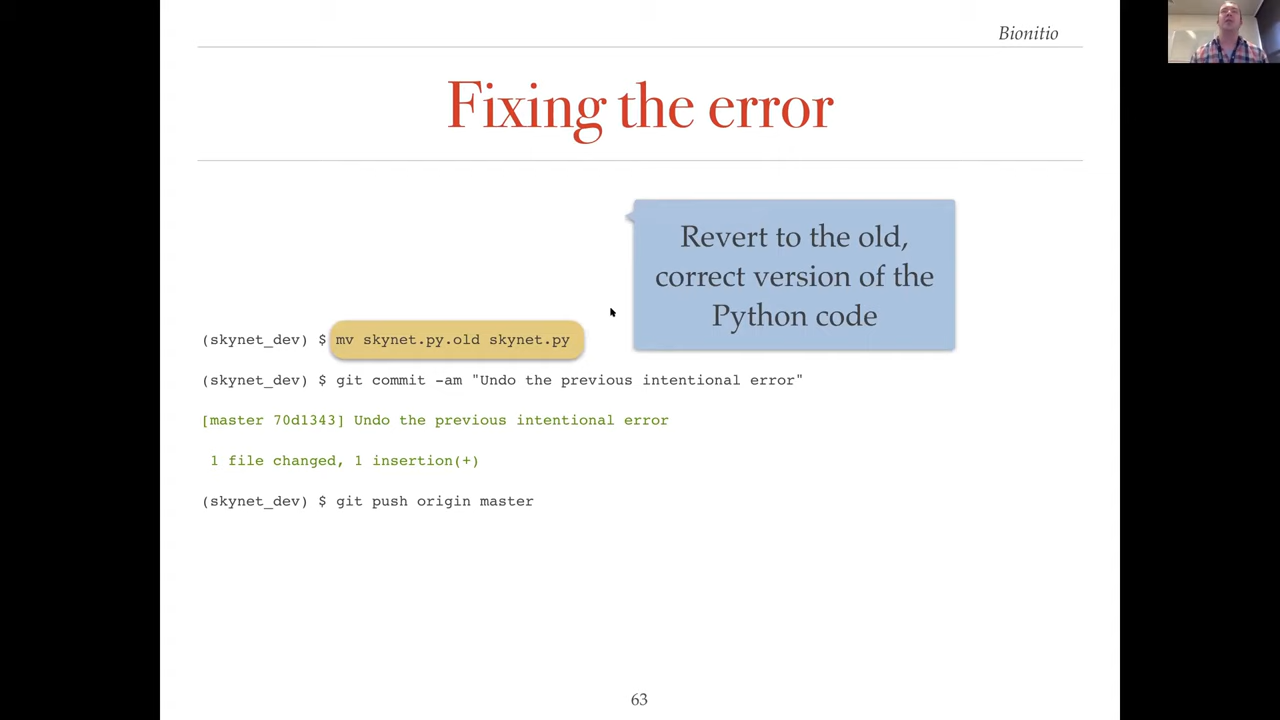 Bionitio
Fixing the error
Revert to the old,
correct version of the
Python code
(skynet_dev) $ mv skynet.py.old skynet.py
(skynet_dev) $ git commit -am "Undo the previous intentional error"
[master 70d1343] Undo the previous intentional error
1 file changed, 1 insertion(+)
(skynet_dev) $ git push origin master
63